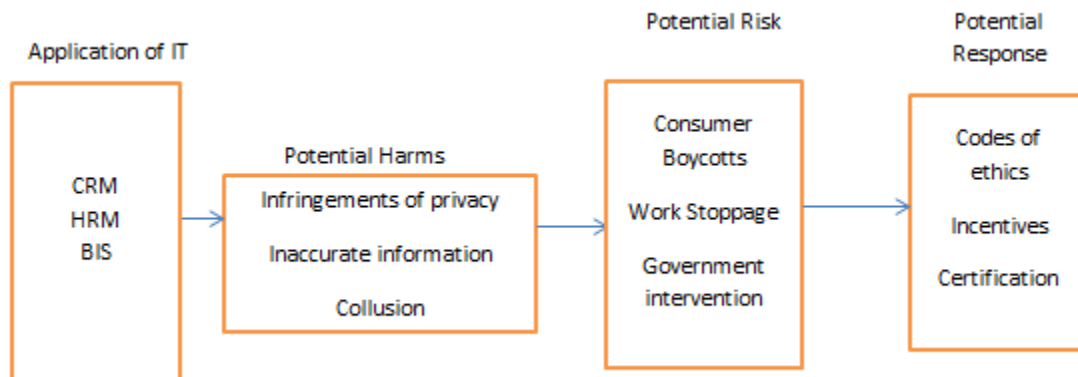 Application of IT
CRM
HRM
BIS
Potential Harms
Infringements of privacy
Inaccurate information
Collusion
Potential Risk
Consumer
Boycotts
Work Stoppage
Government
intervention
Potential
Response
Codes of
ethics
Incentives
Certification